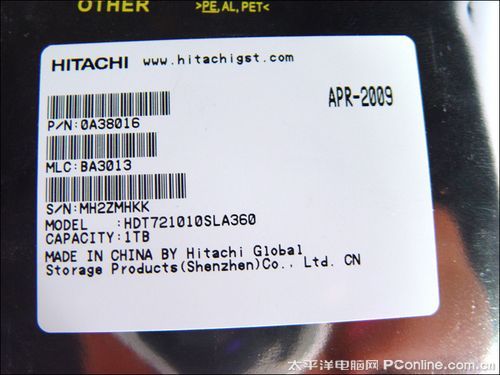 OTHER
>PE,AL,PET<
HITACHI www.hitachigst.com
APR-2009
P/N:0A38016
MLC:BA3013
S/N:MH2ZMHKK
MODEL :HDT721010SLA360
CAPACITY:1TB
MADE IN CHINA BY Hitachi Global
Storage Products(Shenzhen)Co., Ltd. CN
太平洋电脑网 PConline.com.cn